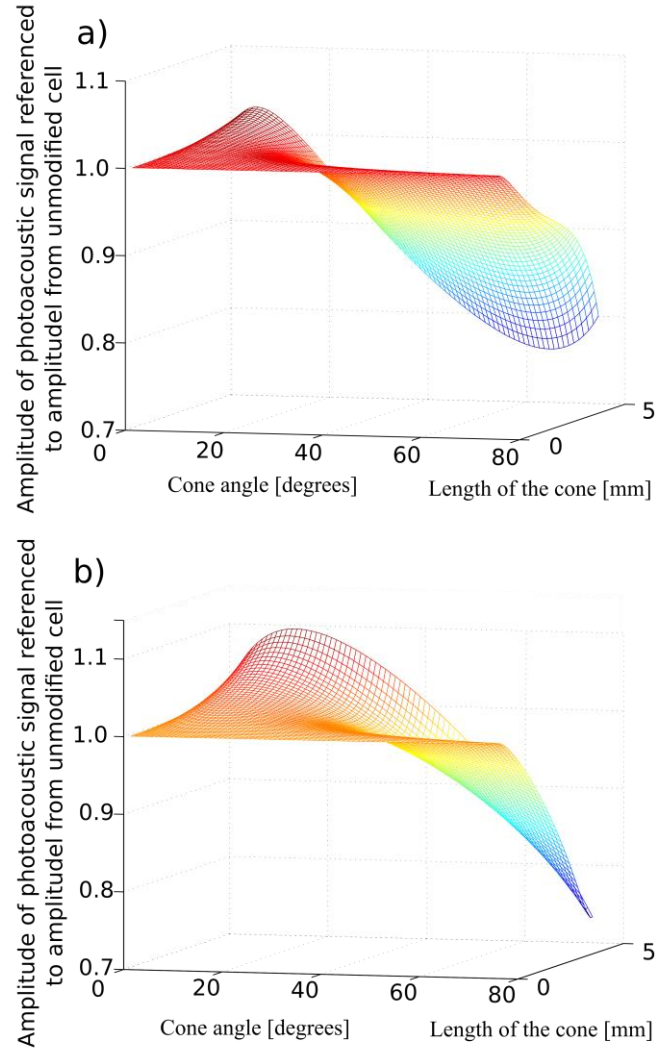 a)
Amplitude of photoacoustic signal referenced
to amplitudel from unmodified cell
1.1
1.0
0.9
0.8
0.7
0
20
40
60
80
0
5
Cone angle [degrees]
Length of the cone [mm]
b)
Amplitude of photoacoustic signal referenced
to amplitudel from unmodified cell
1.1
1.0
0.9
0.8
0.7
0
20
40
60
80
0
5
Cone angle [degrees]
Length of the cone [mm]